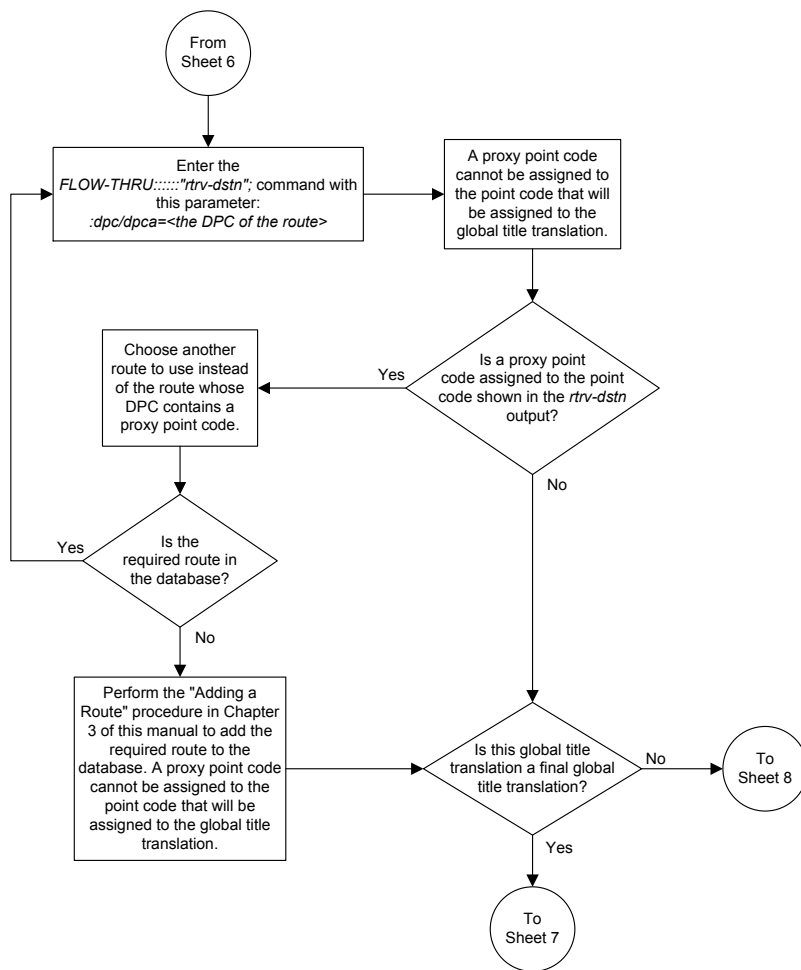 From
Sheet 6
Enter the
FLOW-THRU::::::"rtrv-dstn"; command with
this parameter:
:dpc/dpca=<the DPC of the route>
A proxy point code
cannot be assigned to
the point code that will
be assigned to the
global title translation.
Is a proxy point
code assigned to the point
code shown in the rtrv-dstn
output?
Yes
No
Choose another
route to use instead
of the route whose
DPC contains a
proxy point code.
Is the
required route in
the database?
Yes
No
Perform the "Adding a
Route" procedure in Chapter
3 of this manual to add the
required route to the
database. A proxy point code
cannot be assigned to the
point code that will be
assigned to the global title
translation.
Is this global title
translation a final global
title translation?
No
To
Sheet 8
Yes
To
Sheet 7